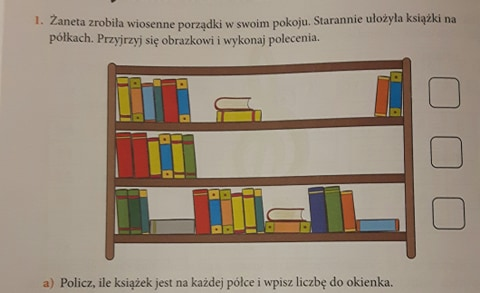 1. Żaneta zrobiła wiosenne porządki w swoim pokoju. Starannie ułożyła książki na
półkach. Przyjrzyj się obrazkowi i wykonaj polecenia.
a) Policz, ile książek jest na każdej półce i wpisz liczbę do okienka.